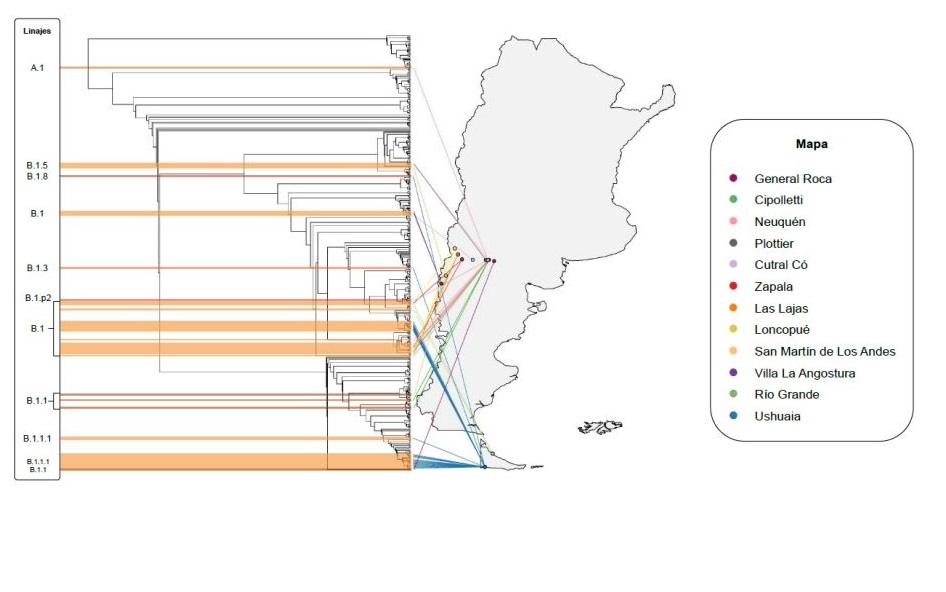 Linajes
A.1
B.1.5
B.1.8
B.1
B.1.3
B.1.p2
B.1
B.1.1
B.1.1.1
B.1.1.1
B.1.1
Mapa
General Roca
Cipolletti
Neuquén
Plottier
Cutral Có
Zapala
Las Lajas
Loncopué
San Martín de Los Andes
Villa La Angostura
Río Grande
Ushuaia